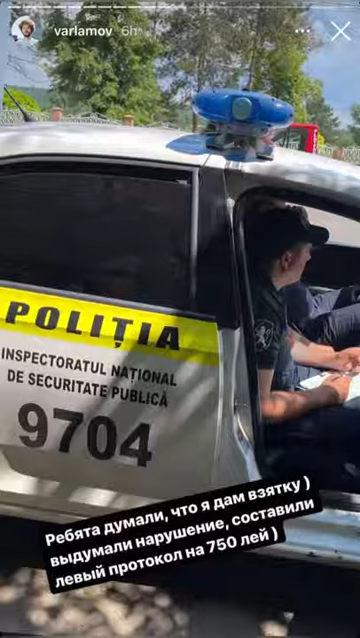 varlamov 6h
POLIȚIA
INSPECTORATUL NAȚIONAL
DE SECURITATE PUBLICĂ
9704
Ребята думали, что я дам взятку )
выдумали нарушение, составили
левый протокол на 750 лей )